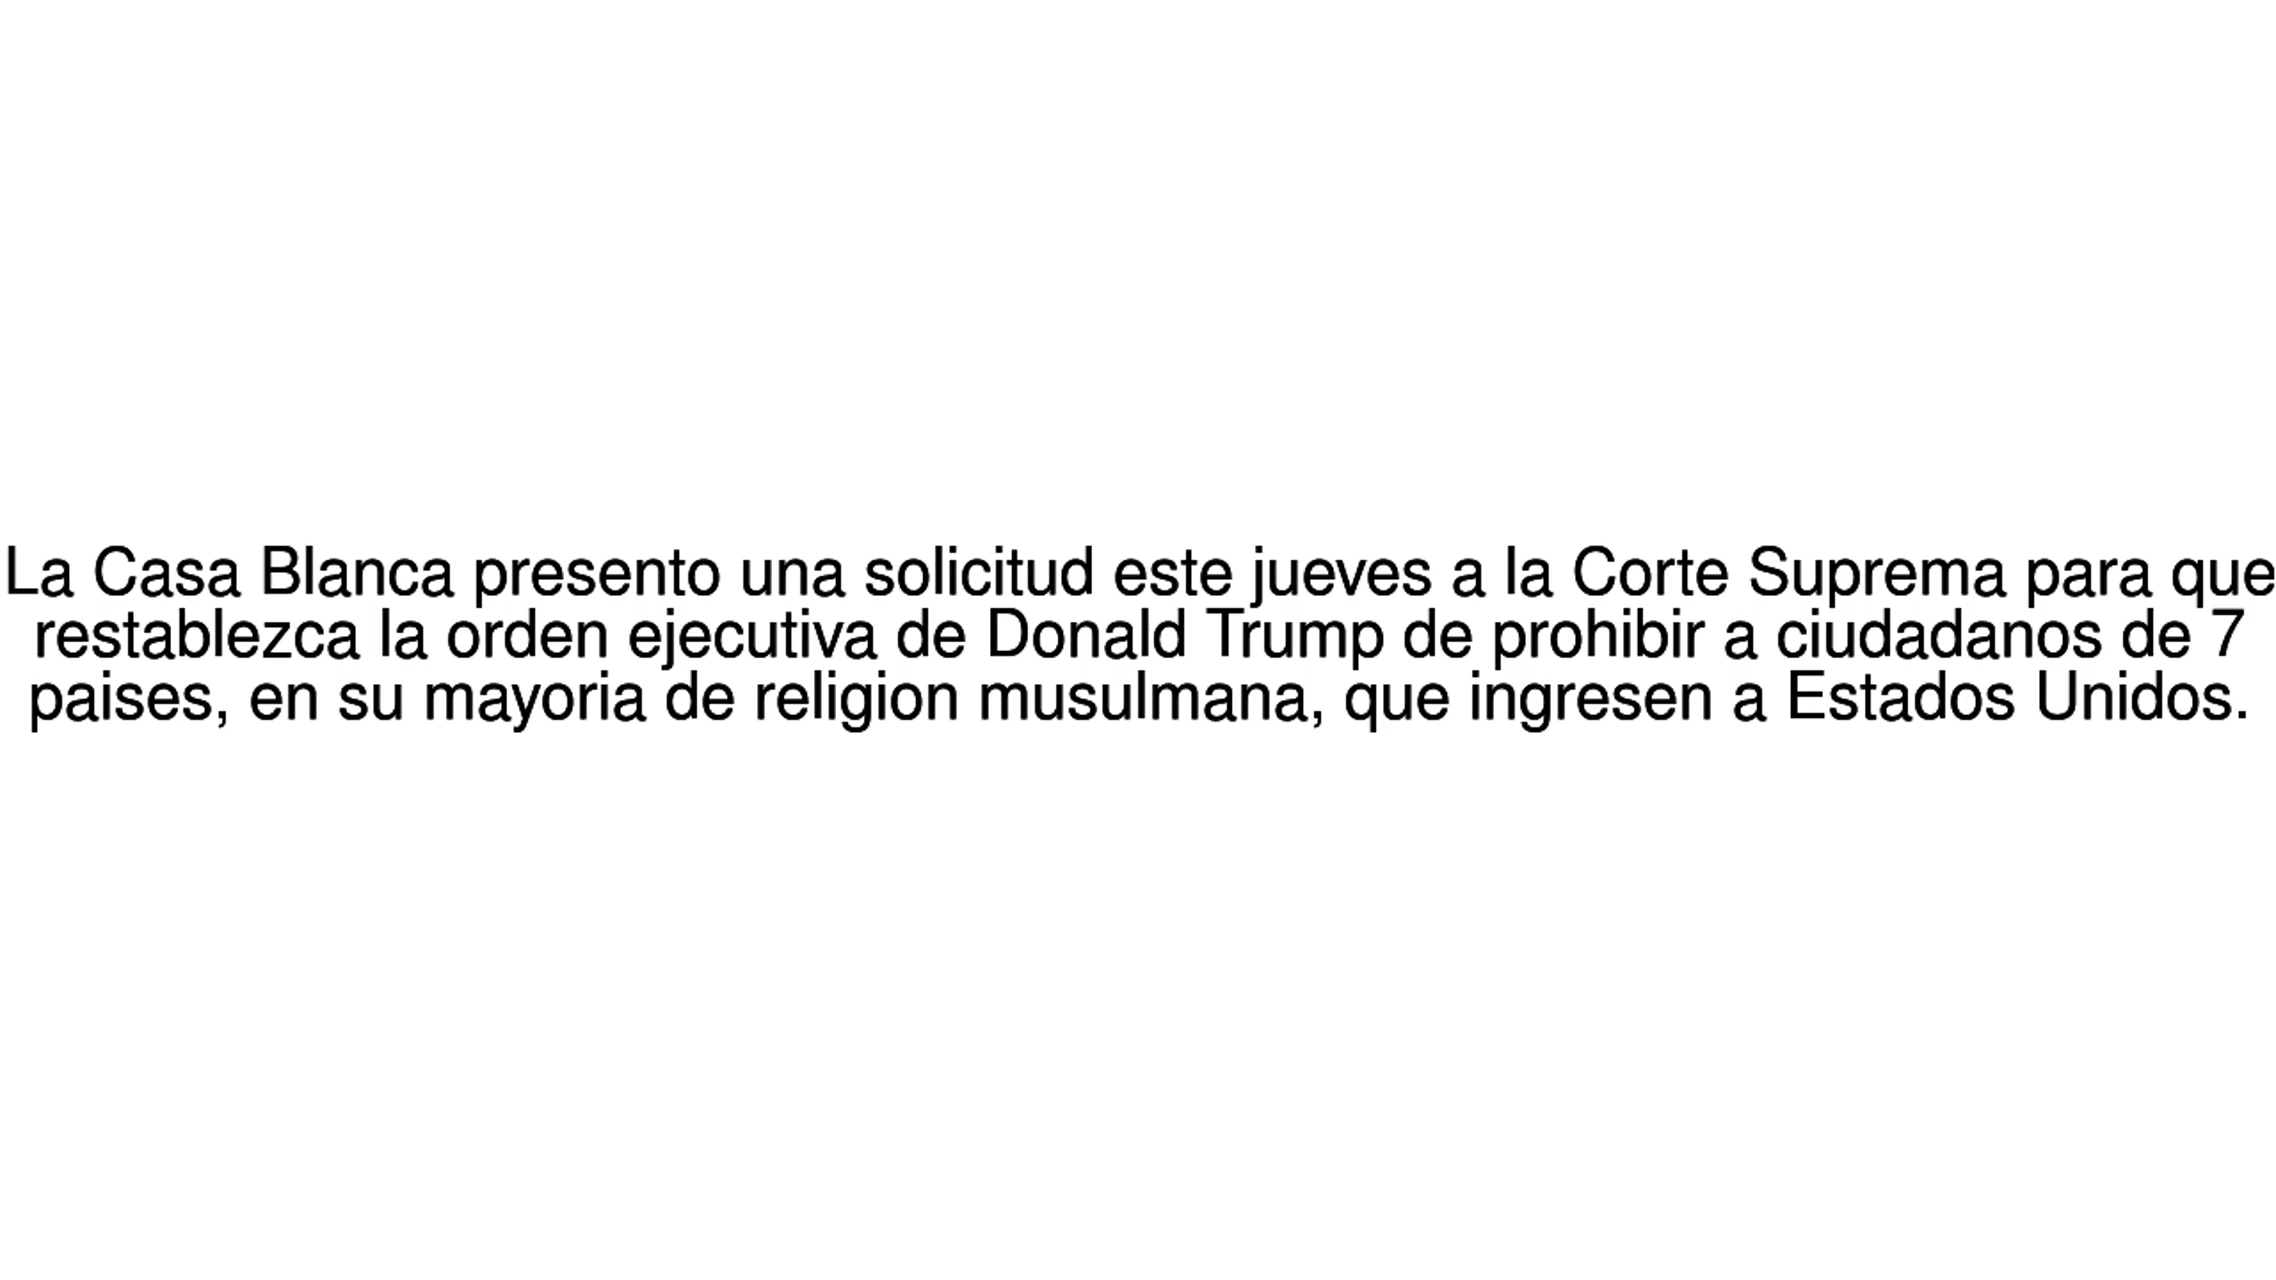 La Casa Blanca presento una solicitud este jueves a la Corte Suprema para que
restablezca la orden ejecutiva de Donald Trump de prohibir a ciudadanos de 7
paises, en su mayoria de religion musulmana, que ingresen a Estados Unidos.